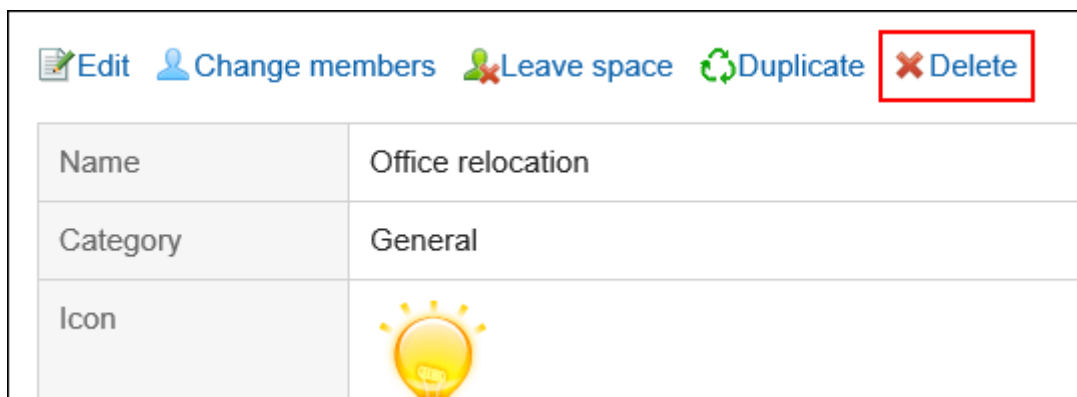 Edit Change members Leave space Duplicate Delete
Name Office relocation
Category General
Icon